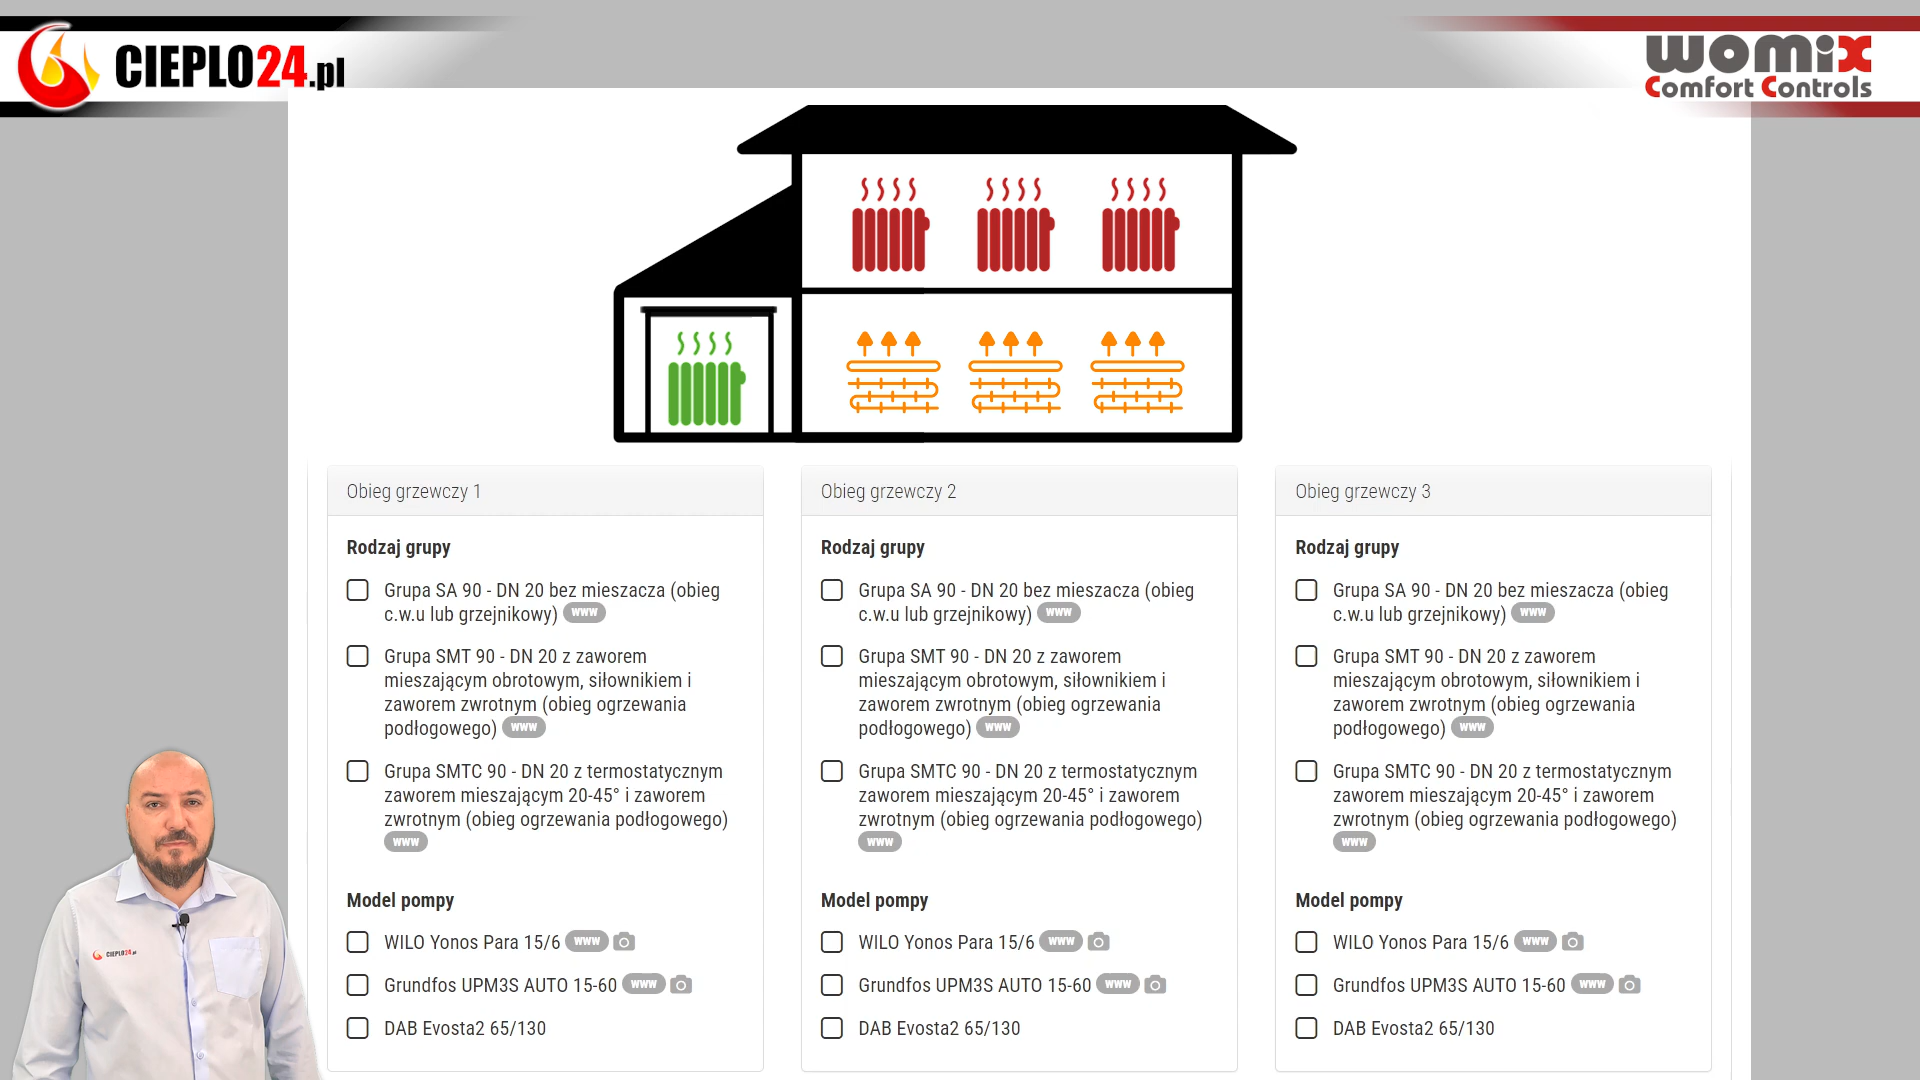 CIEPLO24.pl
womix
Comfort Controls
Obieg grzewczy 1
Rodzaj grupy
Grupa SA 90 - DN 20 bez mieszacza (obieg
c.w.u lub grzejnikowy) www
Grupa SMT 90 - DN 20 z zaworem
mieszającym obrotowym, siłownikiem i
zaworem zwrotnym (obieg ogrzewania
podłogowego) www
Grupa SMTC 90 - DN 20 z termostatycznym
zaworem mieszającym 20-45° i zaworem
zwrotnym (obieg ogrzewania podłogowego)
www
Model pompy
WILO Yonos Para 15/6 www
Grundfos UPM3S AUTO 15-60 www
DAB Evosta2 65/130
Obieg grzewczy 2
Rodzaj grupy
Grupa SA 90 - DN 20 bez mieszacza (obieg
c.w.u lub grzejnikowy) www
Grupa SMT 90 - DN 20 z zaworem
mieszającym obrotowym, siłownikiem i
zaworem zwrotnym (obieg ogrzewania
podłogowego) www
Grupa SMTC 90 - DN 20 z termostatycznym
zaworem mieszającym 20-45° i zaworem
zwrotnym (obieg ogrzewania podłogowego)
www
Model pompy
WILO Yonos Para 15/6 www
Grundfos UPM3S AUTO 15-60 www
DAB Evosta2 65/130
Obieg grzewczy 3
Rodzaj grupy
Grupa SA 90 - DN 20 bez mieszacza (obieg
c.w.u lub grzejnikowy) www
Grupa SMT 90 - DN 20 z zaworem
mieszającym obrotowym, siłownikiem i
zaworem zwrotnym (obieg ogrzewania
podłogowego) www
Grupa SMTC 90 - DN 20 z termostatycznym
zaworem mieszającym 20-45° i zaworem
zwrotnym (obieg ogrzewania podłogowego)
www
Model pompy
WILO Yonos Para 15/6 www
Grundfos UPM3S AUTO 15-60 www
DAB Evosta2 65/130
CIEPLO24.pl